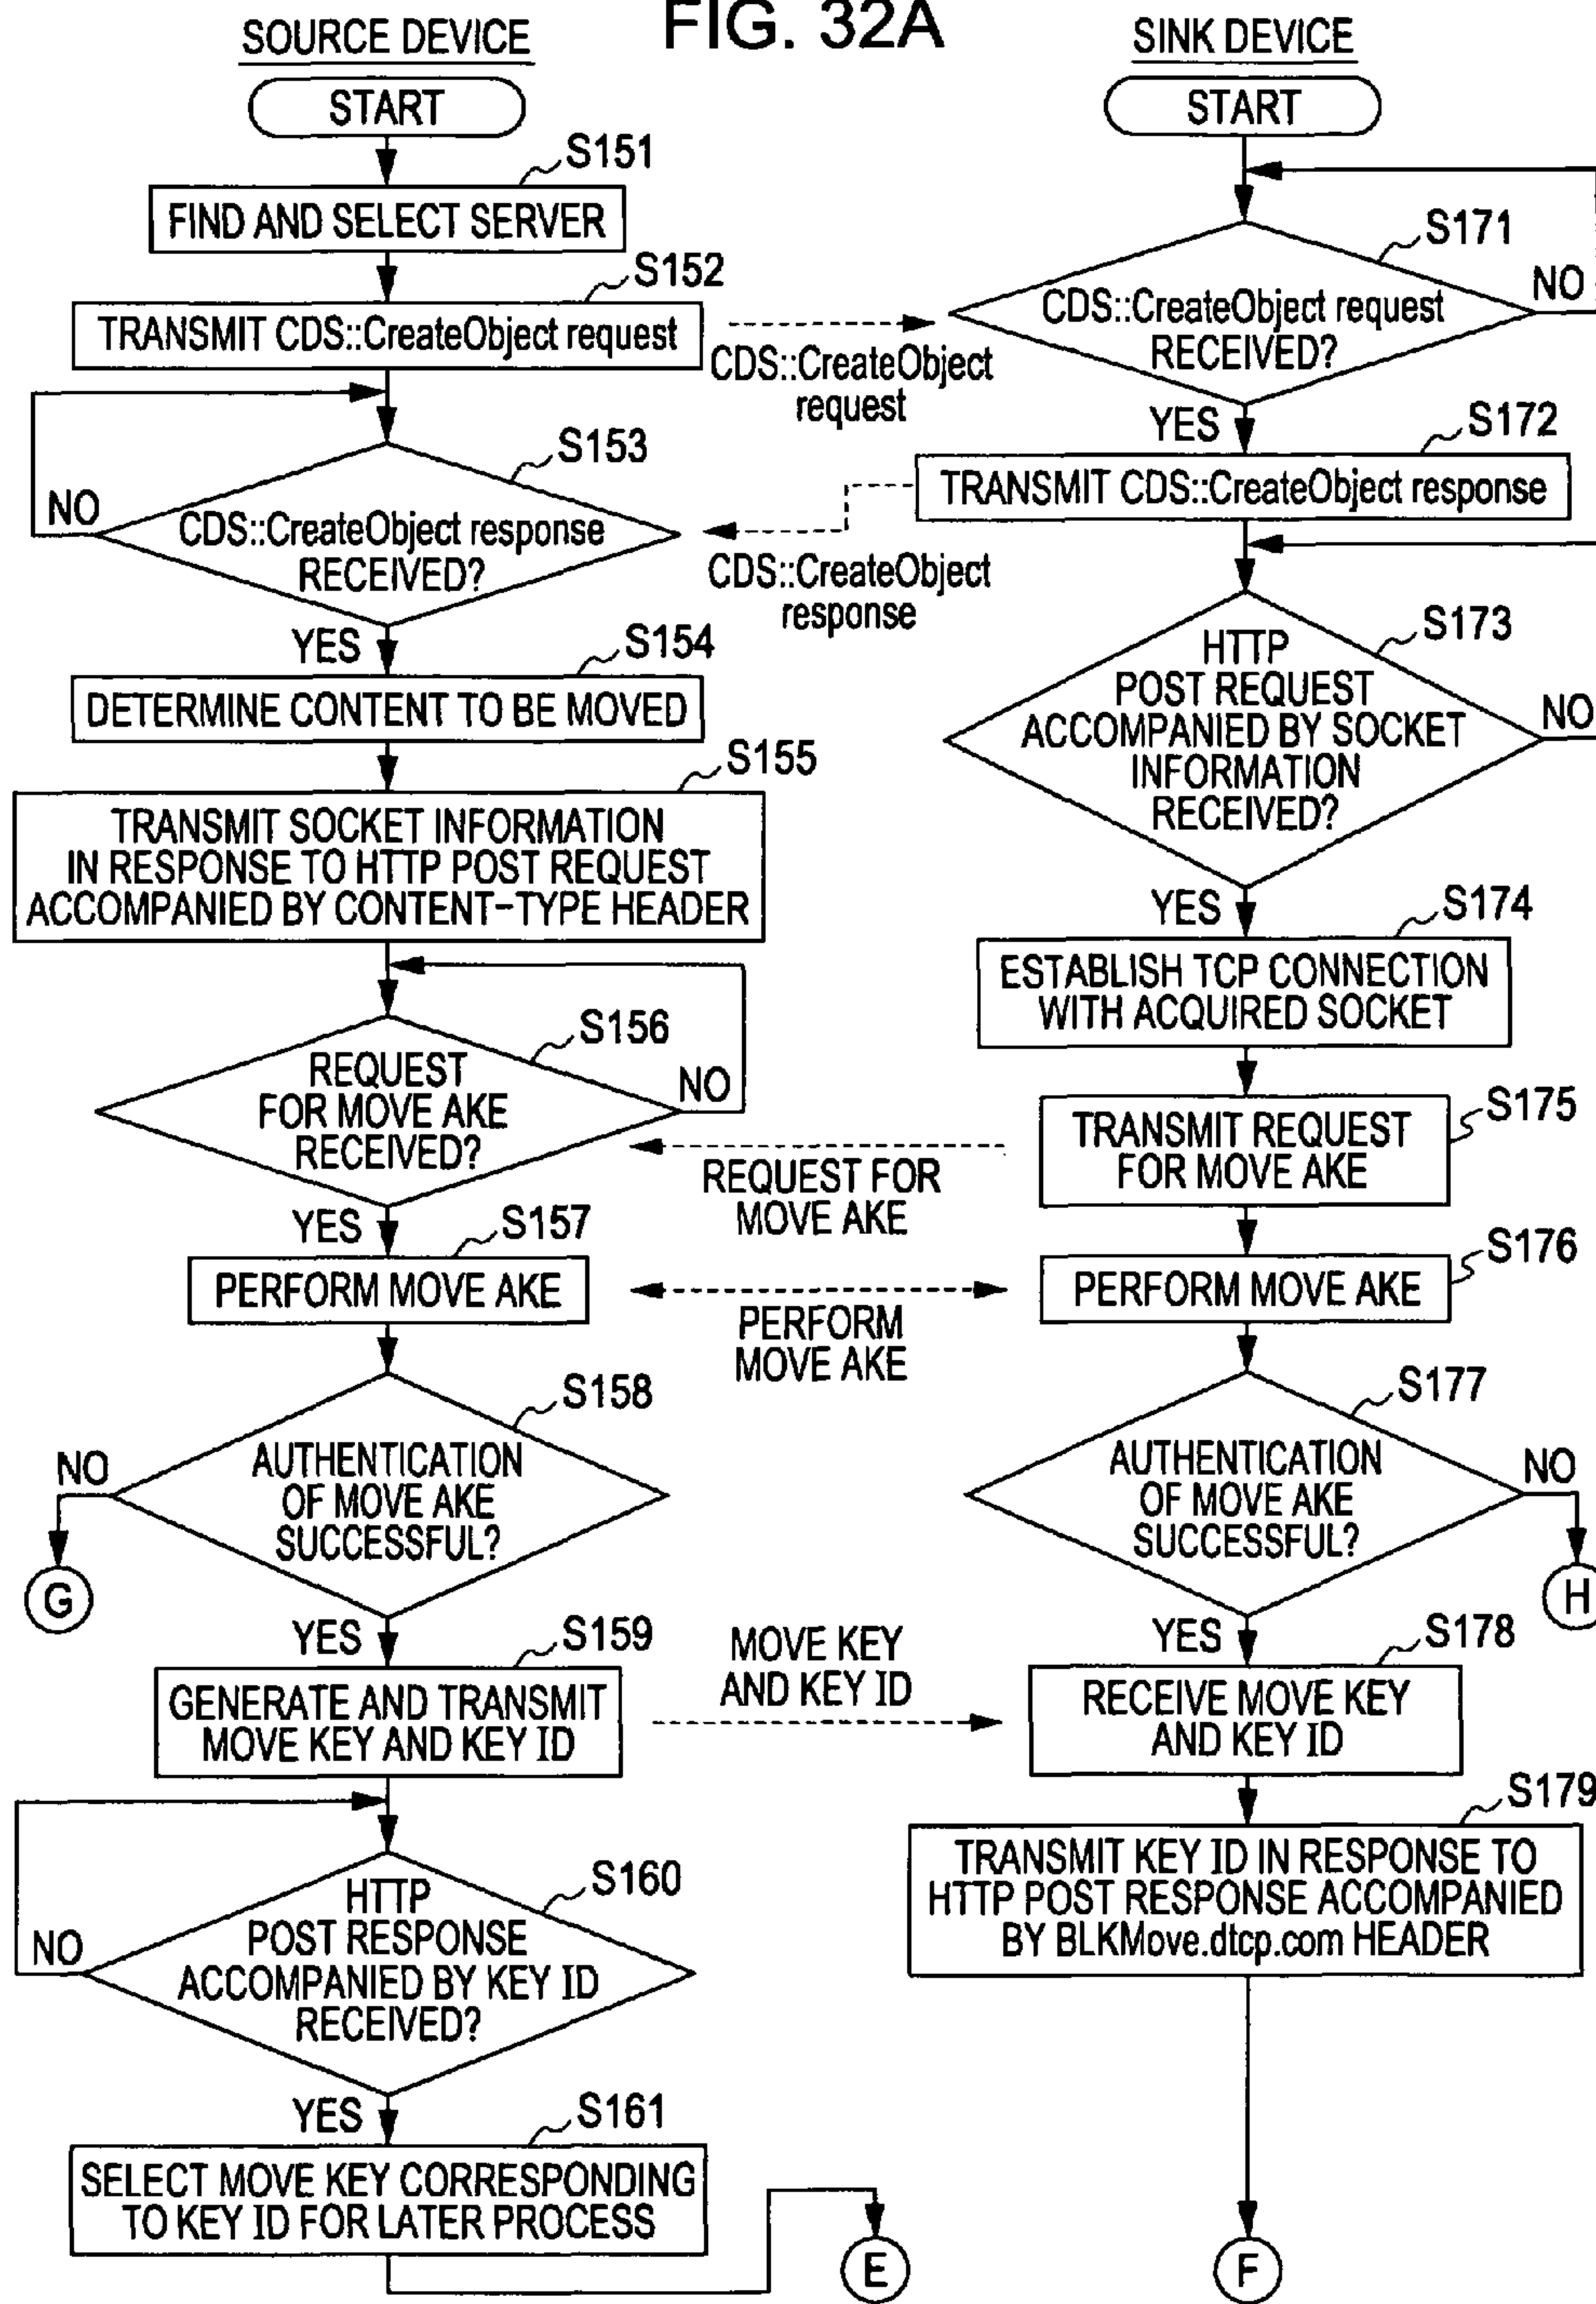 FIG. 32A
SOURCE DEVICE
START
S151
FIND AND SELECT SERVER
S152
TRANSMIT CDS::CreateObject request
CDS::CreateObject
request
S153
CDS::CreateObject response
RECEIVED?
NO
YES
CDS::CreateObject
response
S154
DETERMINE CONTENT TO BE MOVED
S155
TRANSMIT SOCKET INFORMATION
IN RESPONSE TO HTTP POST REQUEST
ACCOMPANIED BY CONTENT-TYPE HEADER
S156
REQUEST
FOR MOVE AKE
RECEIVED?
NO
YES
REQUEST FOR
MOVE AKE
S157
PERFORM MOVE AKE
PERFORM
MOVE AKE
S158
AUTHENTICATION
OF MOVE AKE
SUCCESSFUL?
NO
G
YES
S159
GENERATE AND TRANSMIT
MOVE KEY AND KEY ID
MOVE KEY
AND KEY ID
S160
HTTP
POST RESPONSE
ACCOMPANIED BY KEY ID
RECEIVED?
NO
YES
S161
SELECT MOVE KEY CORRESPONDING
TO KEY ID FOR LATER PROCESS
E
SINK DEVICE
START
S171
CDS::CreateObject request
RECEIVED?
NO
YES
S172
TRANSMIT CDS::CreateObject response
S173
HTTP
POST REQUEST
ACCOMPANIED BY SOCKET
INFORMATION
RECEIVED?
NO
YES
S174
ESTABLISH TCP CONNECTION
WITH ACQUIRED SOCKET
S175
TRANSMIT REQUEST
FOR MOVE AKE
S176
PERFORM MOVE AKE
S177
AUTHENTICATION
OF MOVE AKE
SUCCESSFUL?
NO
H
YES
S178
RECEIVE MOVE KEY
AND KEY ID
S179
TRANSMIT KEY ID IN RESPONSE TO
HTTP POST RESPONSE ACCOMPANIED
BY BLKMove.dtcp.com HEADER
F